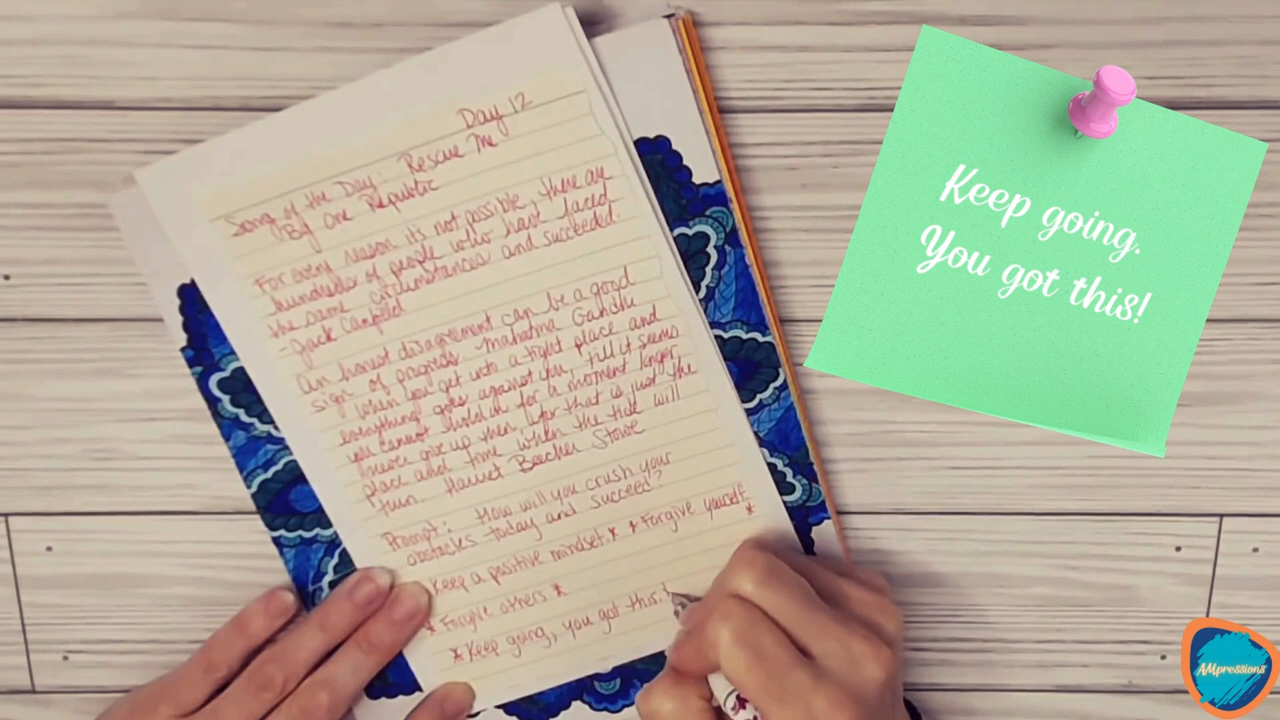 Day 12
Song of the Day: Rescue Me
By One Republic
For every reason it's not possible, there are
hundreds of people who have faced
the same circumstances and succeeded.
-Jack Canfield
An honest disagreement can be a good
sign of progress. Mahatma Gandhi
When you get into a tight place and
everything goes against you, till it seems
you cannot hold on for a moment longer,
never give up then, for that is just the
place and time when the tide will
turn. Harriet Beecher Stowe
Prompt: How will you crush your
obstacles today and succeed?
*Keep a positive mindset.* *Forgive yourself.*
*Forgive others*
*Keep going, you got this.!
Keep going.
You got this!
AMpressions